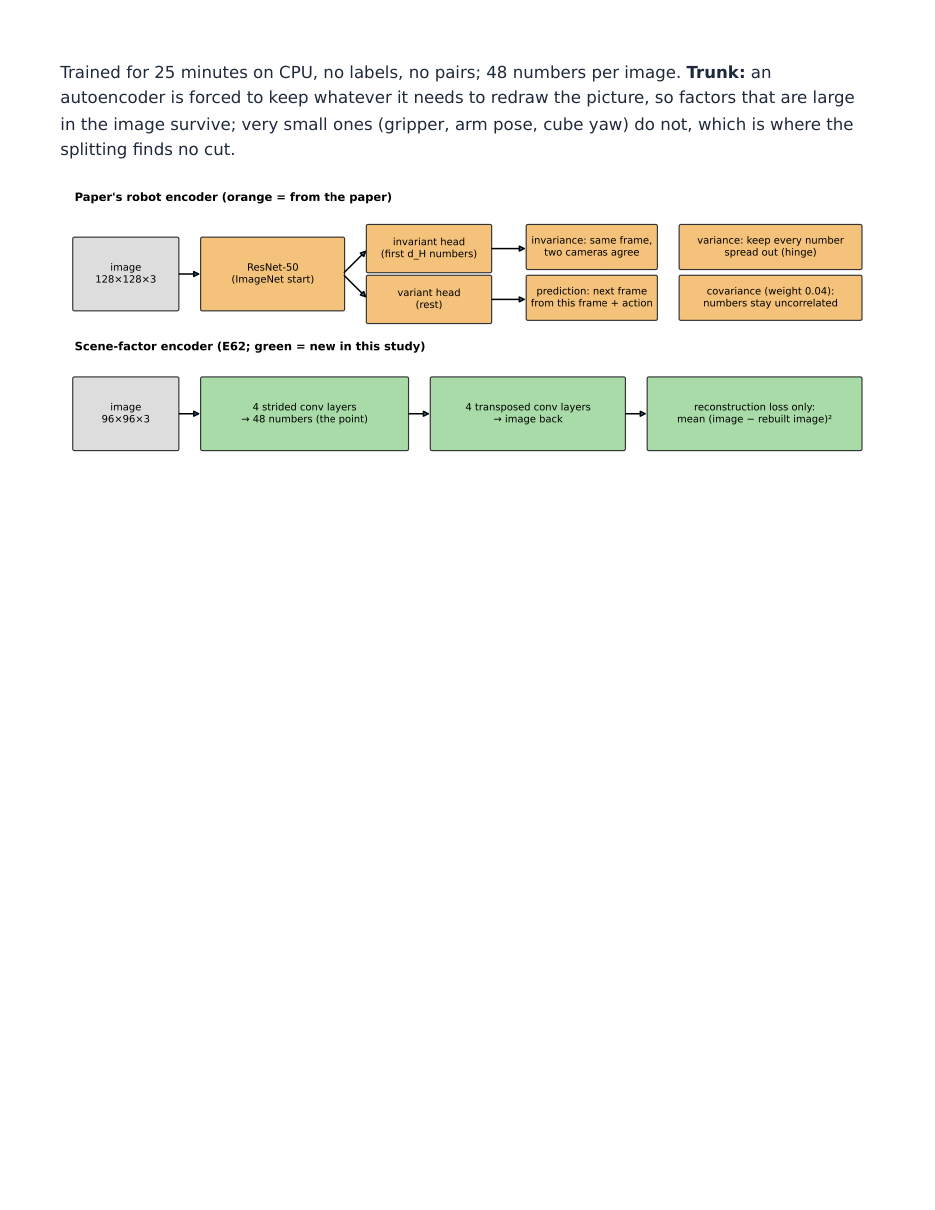 Trained for 25 minutes on CPU, no labels, no pairs; 48 numbers per image. Trunk: an
autoencoder is forced to keep whatever it needs to redraw the picture, so factors that are large
in the image survive; very small ones (gripper, arm pose, cube yaw) do not, which is where the
splitting finds no cut.
Paper's robot encoder (orange = from the paper)
image
128×128×3
ResNet-50
(ImageNet start)
invariant head
(first d_H numbers)
variant head
(rest)
invariance: same frame,
two cameras agree
prediction: next frame
from this frame + action
variance: keep every number
spread out (hinge)
covariance (weight 0.04):
numbers stay uncorrelated
Scene-factor encoder (E62; green = new in this study)
image
96×96×3
4 strided conv layers
→ 48 numbers (the point)
4 transposed conv layers
→ image back
reconstruction loss only:
mean (image − rebuilt image)²